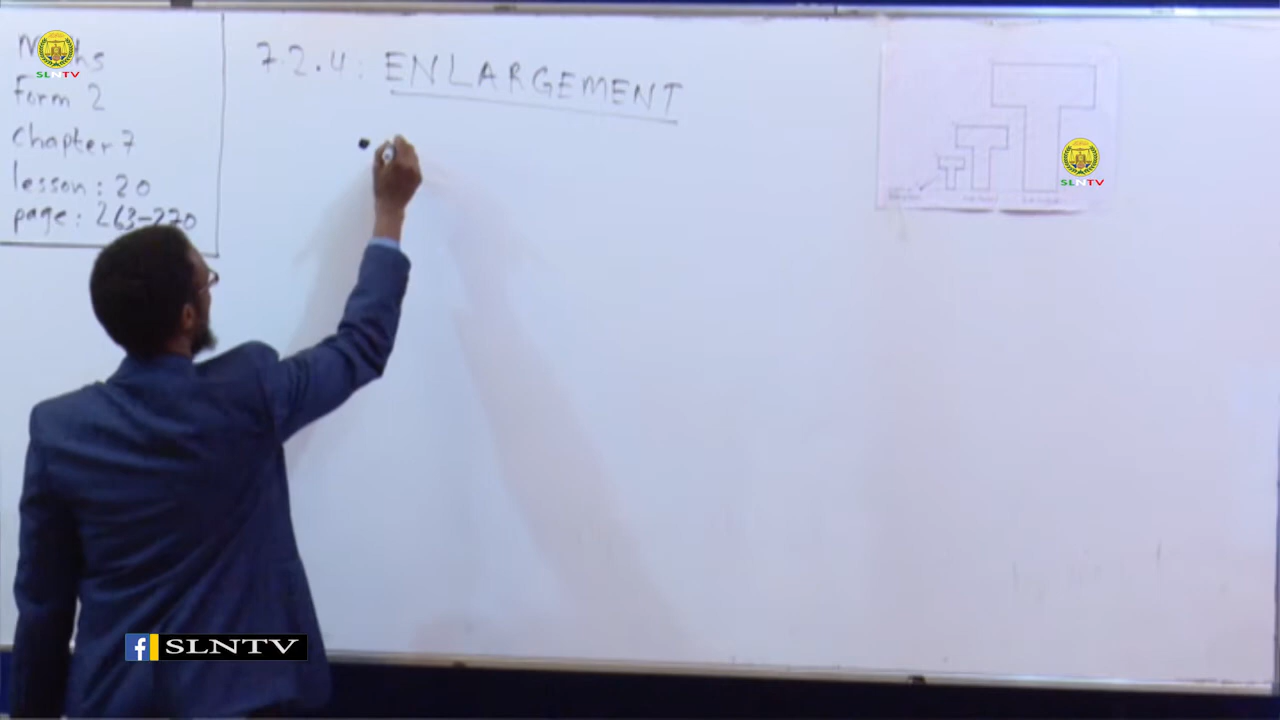 SLNTV
Maths
Form 2
Chapter 7
lesson: 20
page: 263-270
7.2.4: ENLARGEMENT
SLNTV
SLNTV